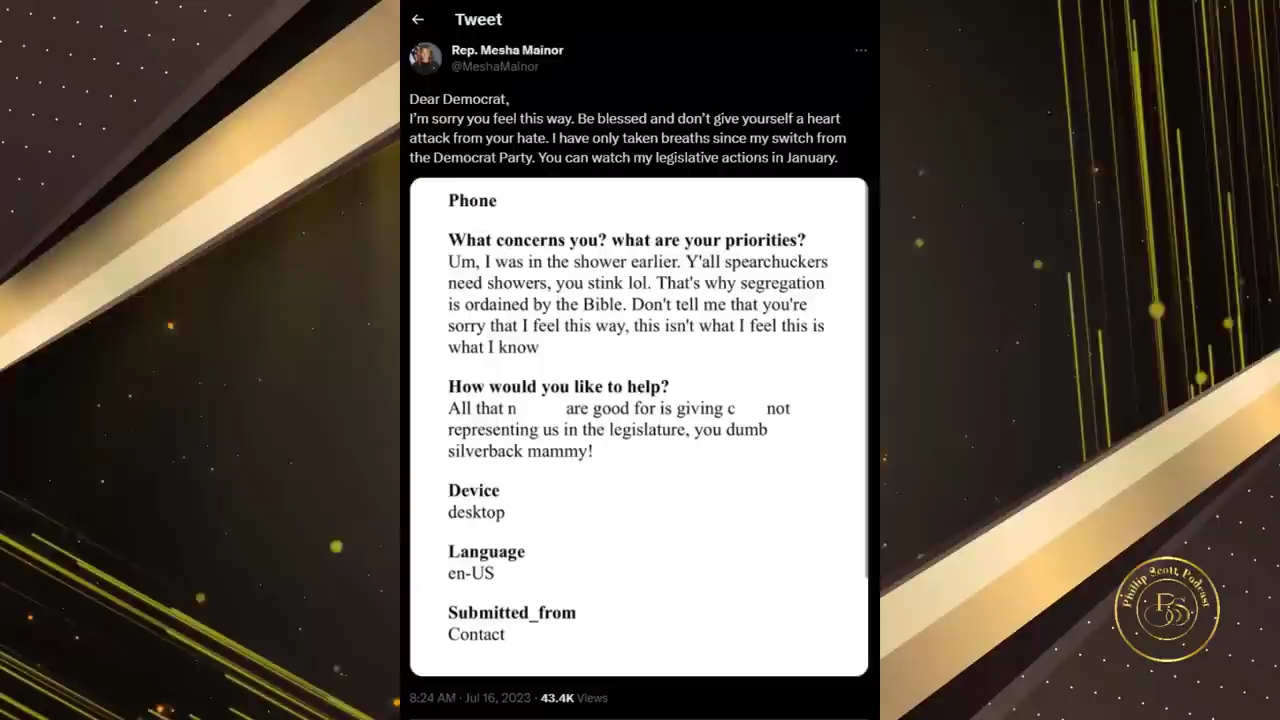 Tweet
Rep. Mesha Mainor
@MeshaMainor
Dear Democrat,
I'm sorry you feel this way. Be blessed and don't give yourself a heart
attack from your hate. I have only taken breaths since my switch from
the Democrat Party. You can watch my legislative actions in January.
Phone
What concerns you? what are your priorities?
Um, I was in the shower earlier. Y'all spearchuckers
need showers, you stink lol. That's why segregation
is ordained by the Bible. Don't tell me that you're
sorry that I feel this way, this isn't what I feel this is
what I know
How would you like to help?
All that n are good for is giving c not
representing us in the legislature, you dumb
silverback mammy!
Device
desktop
Language
en-US
Submitted_from
Contact
8:24 AM · Jul 16, 2023 · 43.4K Views
Phillip Scott Podcast